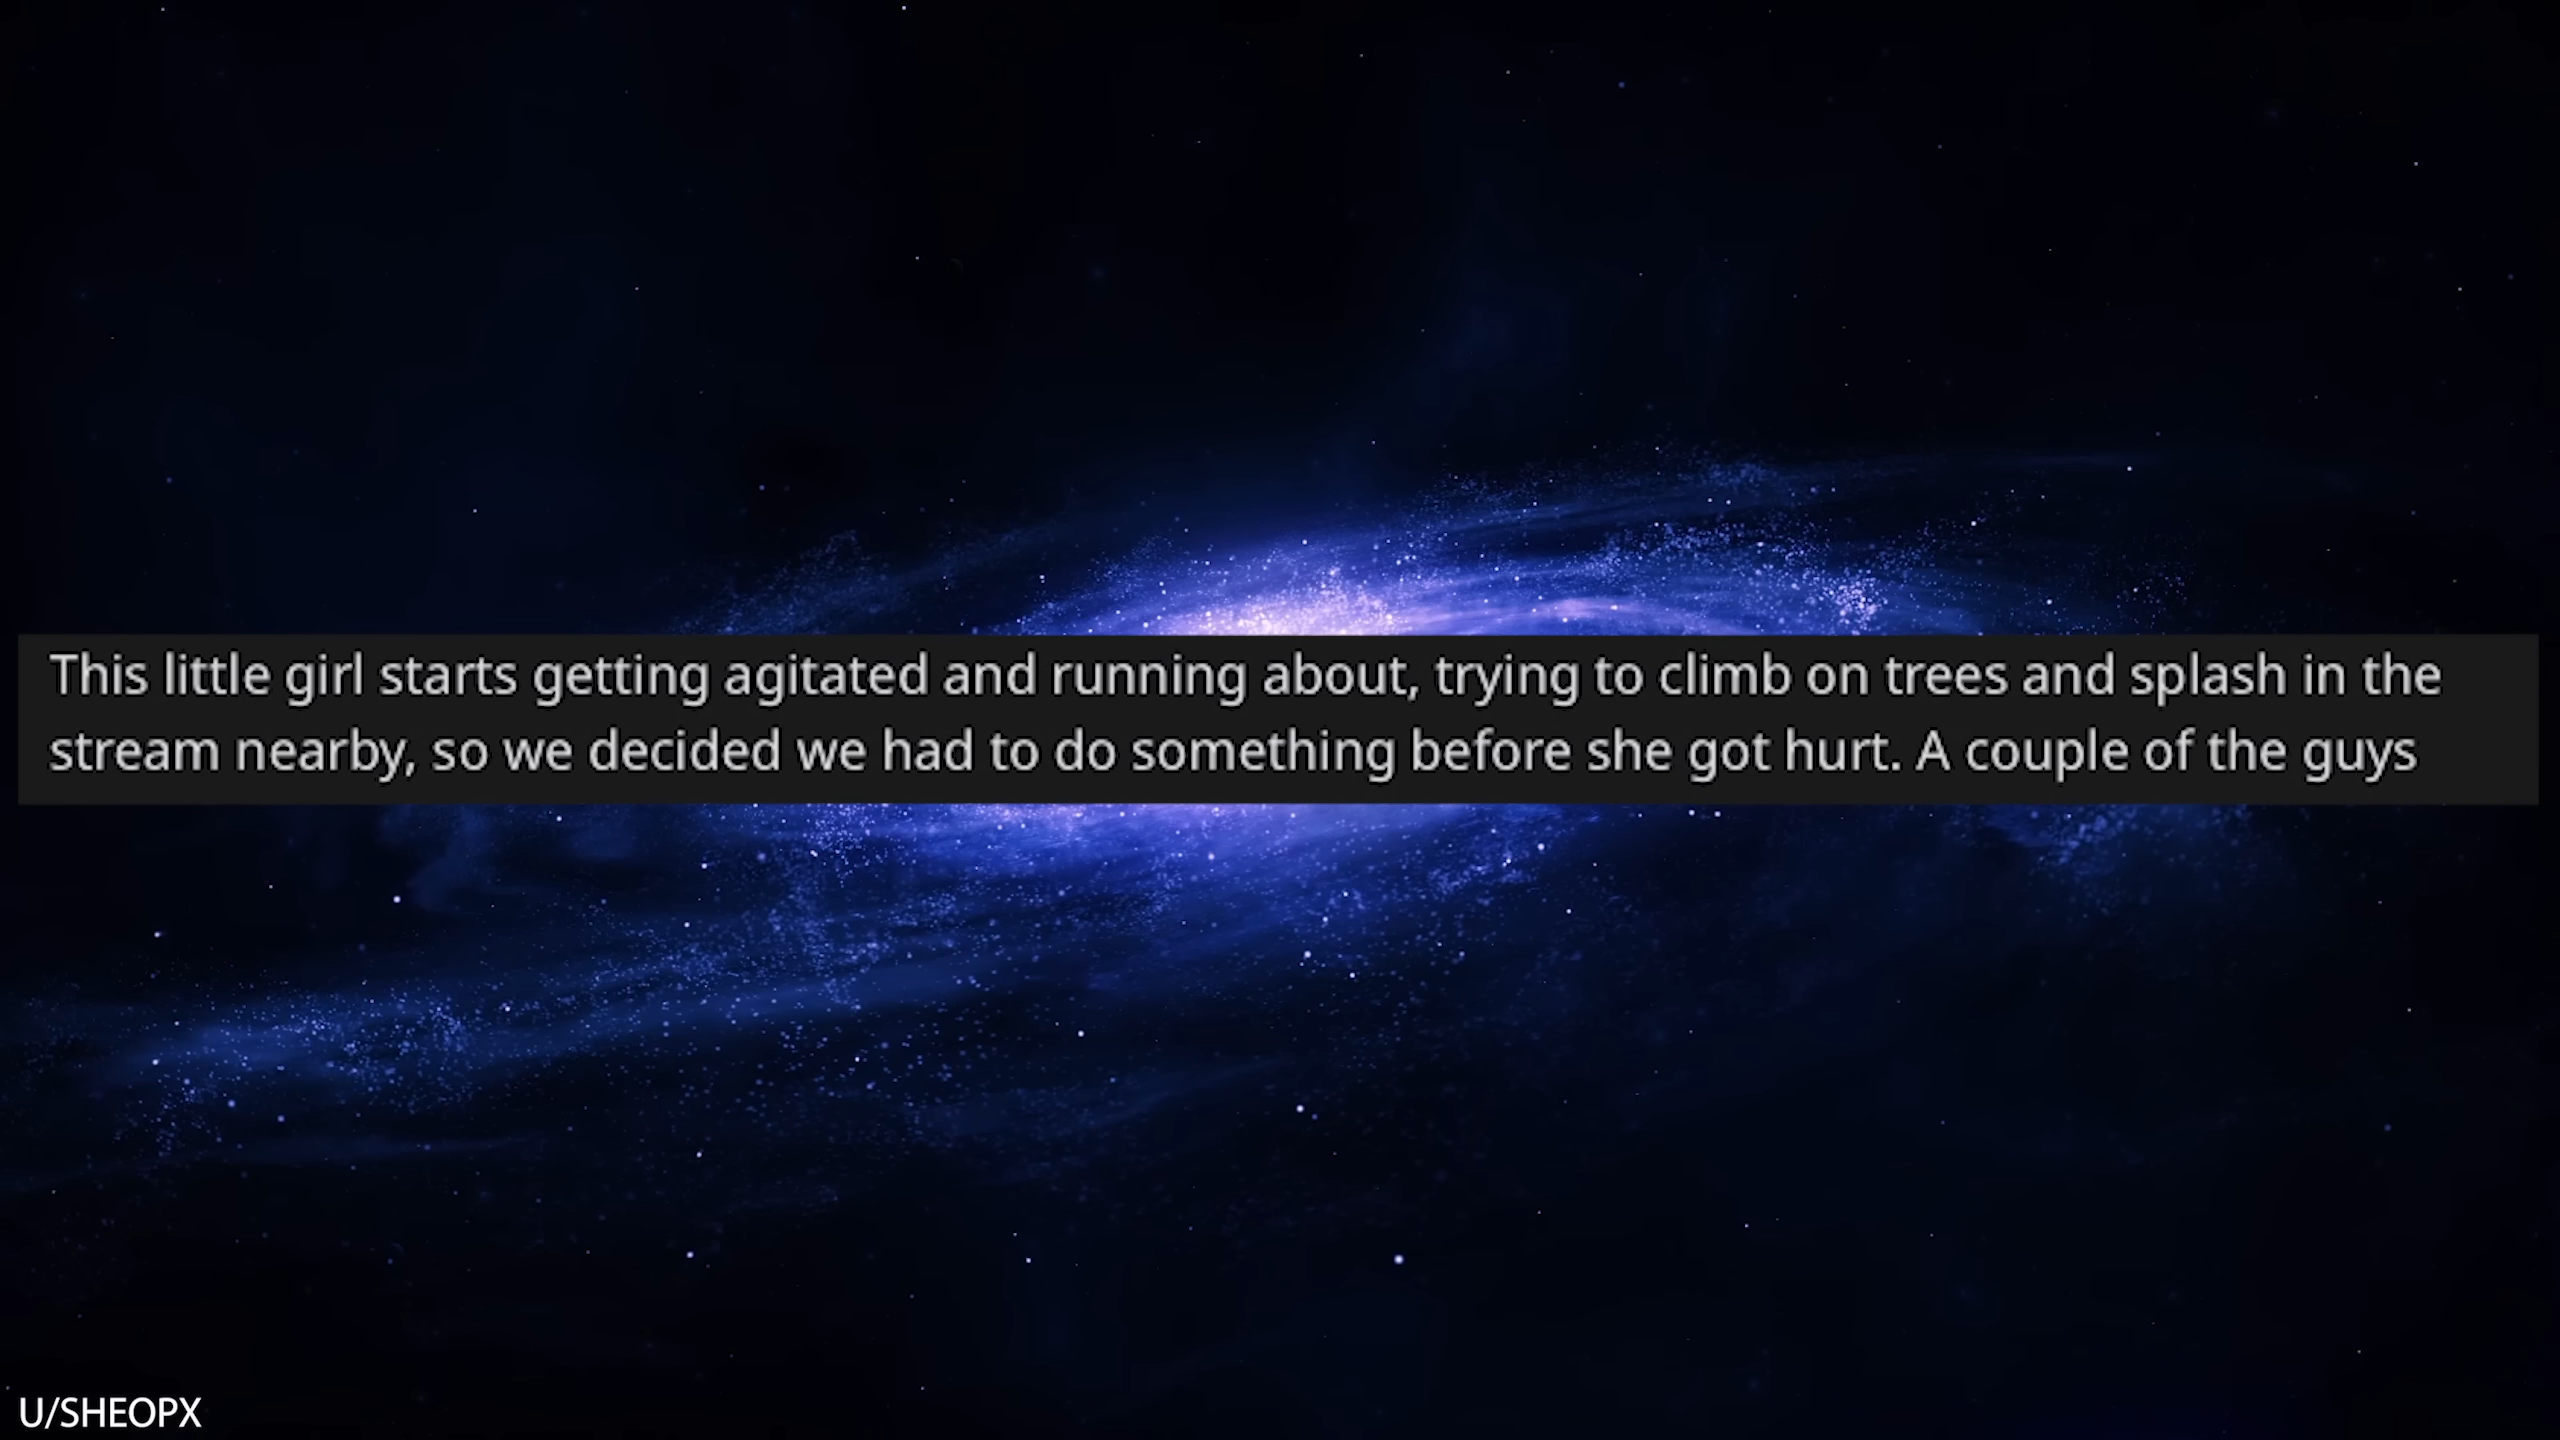 This little girl starts getting agitated and running about, trying to climb on trees and splash in the
stream nearby, so we decided we had to do something before she got hurt. A couple of the guys
U/SHEOPX